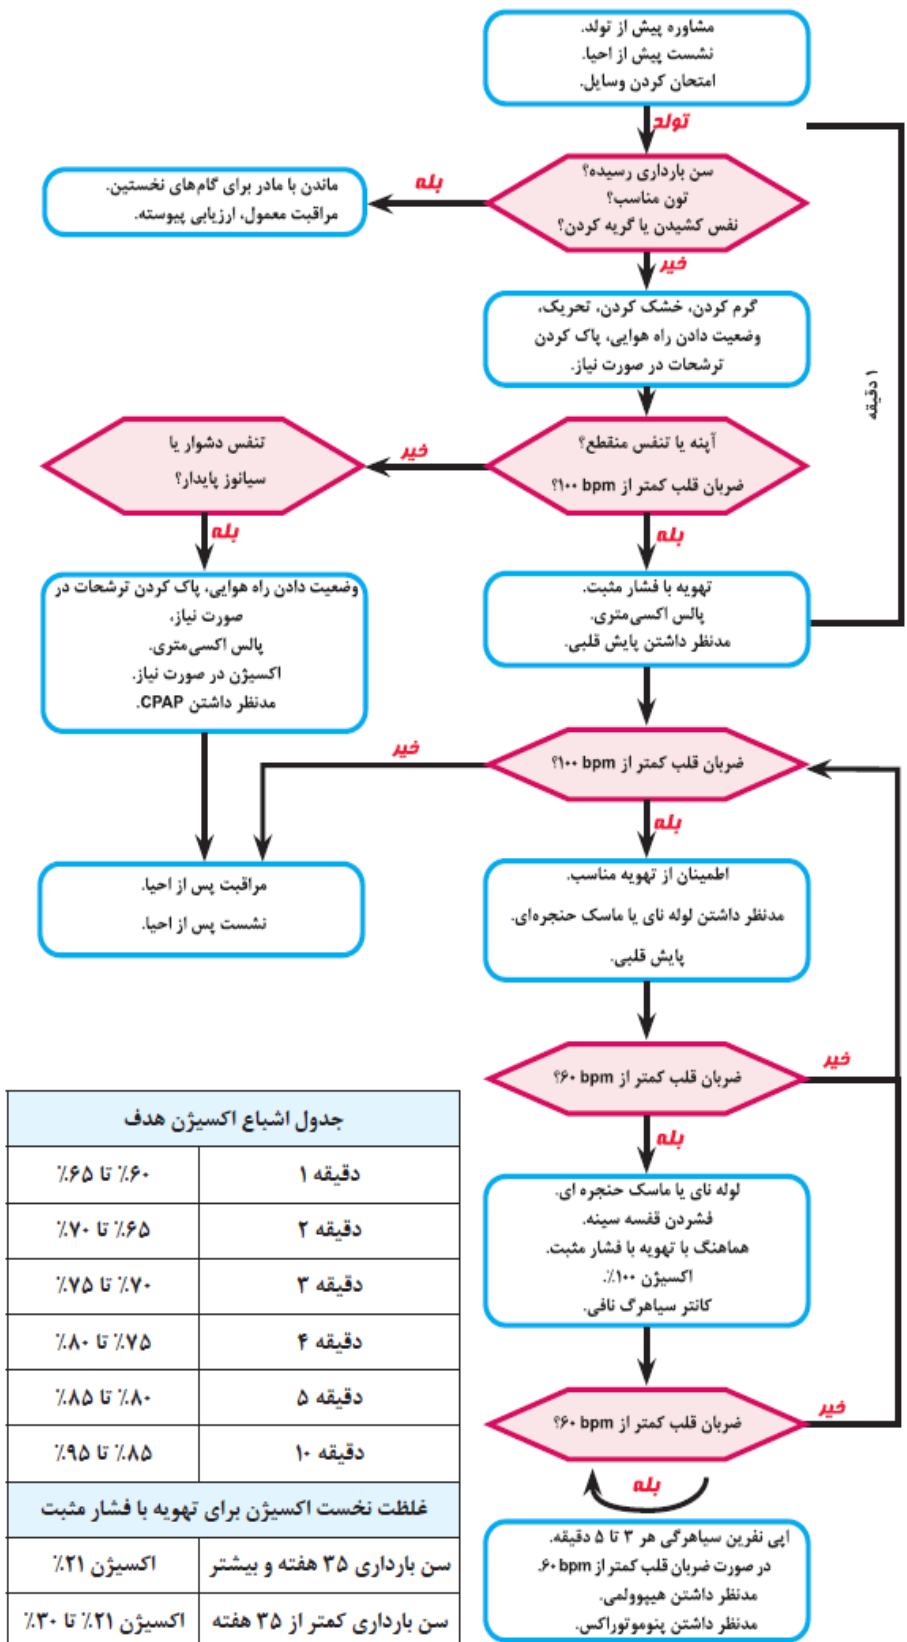 مشاوره پیش از تولد.
نشست پیش از احیا.
امتحان کردن وسایل.
تولد
سن بارداری رسیده؟
تون مناسب؟
نفس کشیدن یا گریه کردن؟
بله
ماندن با مادر برای گام‌های نخستین.
مراقبت معمول، ارزیابی پیوسته.
خیر
گرم کردن، خشک کردن، تحریک،
وضعیت دادن راه هوایی، پاک کردن
ترشحات در صورت نیاز.
۱ دقیقه
آپنه یا تنفس منقطع؟
ضربان قلب کمتر از ۱۰۰ bpm؟
خیر
تنفس دشوار یا
سیانوز پایدار؟
بله
بله
تهویه با فشار مثبت.
پالس اکسی‌متری.
مدنظر داشتن پایش قلبی.
وضعیت دادن راه هوایی، پاک کردن ترشحات در
صورت نیاز.
پالس اکسی‌متری.
اکسیژن در صورت نیاز.
مدنظر داشتن CPAP.
ضربان قلب کمتر از ۱۰۰ bpm؟
خیر
بله
مراقبت پس از احیا.
نشست پس از احیا.
اطمینان از تهویه مناسب.
مدنظر داشتن لوله نای یا ماسک حنجره‌ای.
پایش قلبی.
ضربان قلب کمتر از ۶۰ bpm؟
خیر
بله
لوله نای یا ماسک حنجره ای.
فشردن قفسه سینه.
هماهنگ با تهویه با فشار مثبت.
اکسیژن ۱۰۰٪.
کانتر سیاهرگ نافی.
ضربان قلب کمتر از ۶۰ bpm؟
خیر
بله
اپی نفرین سیاهرگی هر ۳ تا ۵ دقیقه.
در صورت ضربان قلب کمتر از ۶۰ bpm.
مدنظر داشتن هیپوولمی.
مدنظر داشتن پنوموتوراکس.
جدول اشباع اکسیژن هدف
دقیقه ۱ ۶۰٪ تا ۶۵٪
دقیقه ۲ ۶۵٪ تا ۷۰٪
دقیقه ۳ ۷۰٪ تا ۷۵٪
دقیقه ۴ ۷۵٪ تا ۸۰٪
دقیقه ۵ ۸۰٪ تا ۸۵٪
دقیقه ۱۰ ۸۵٪ تا ۹۵٪
غلظت نخست اکسیژن برای تهویه با فشار مثبت
سن بارداری ۳۵ هفته و بیشتر اکسیژن ۲۱٪
سن بارداری کمتر از ۳۵ هفته اکسیژن ۲۱٪ تا ۳۰٪